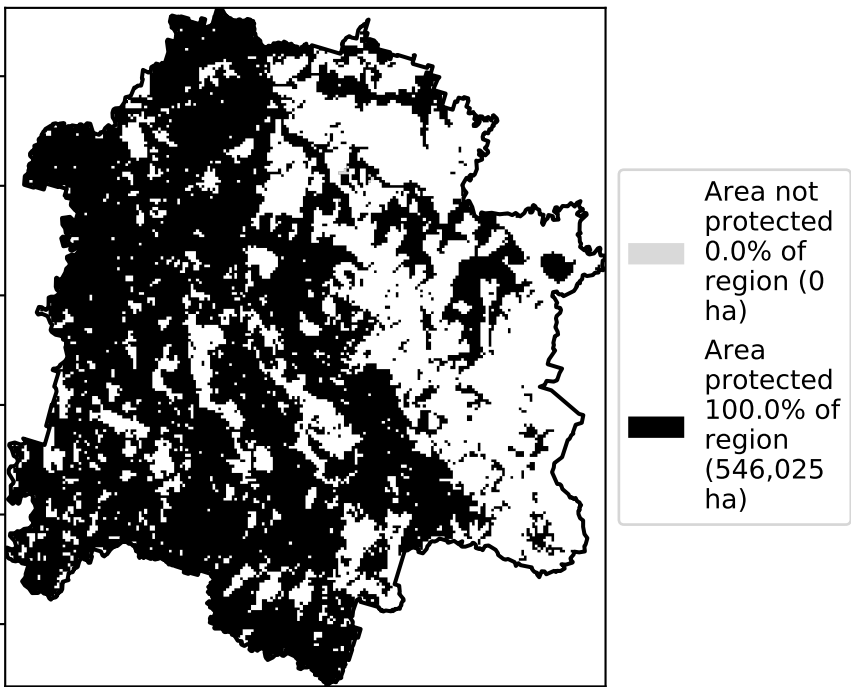 Area not
protected
0.0% of
region (0
ha)
Area
protected
100.0% of
region
(546,025
ha)